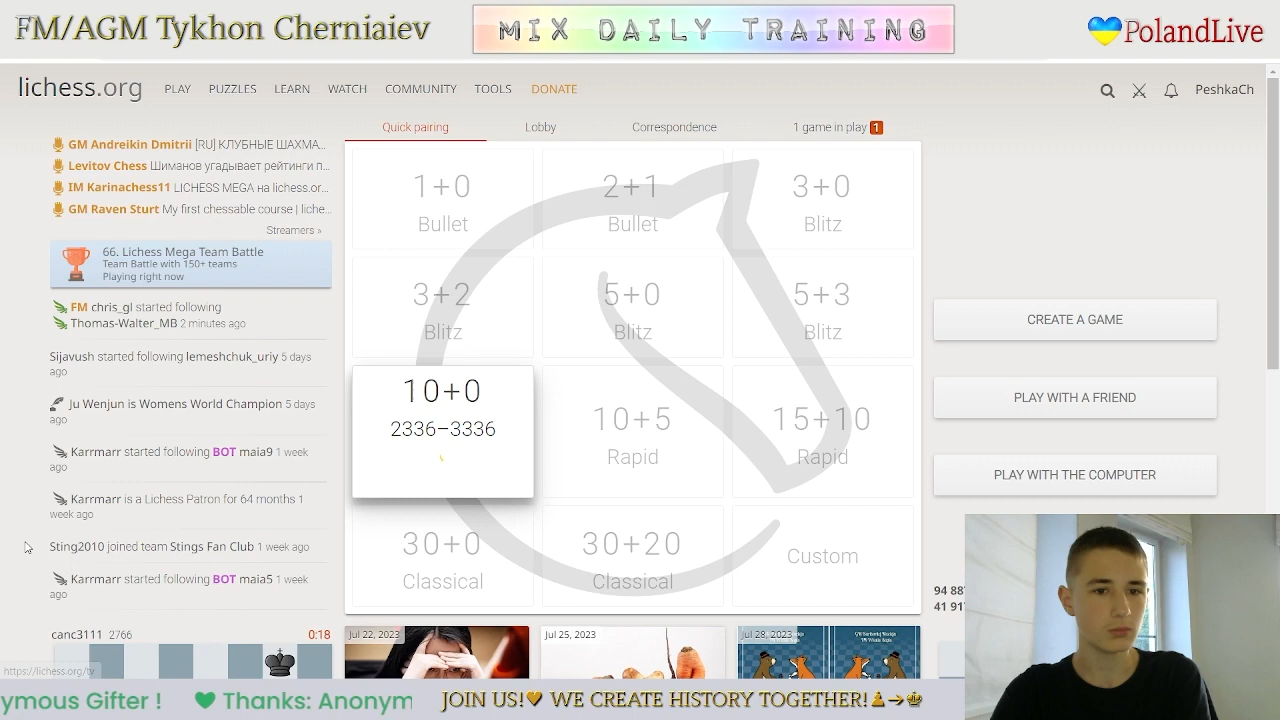 FM/AGM Tykhon Cherniaiev
MIX DAILY TRAINING
PolandLive
lichess.org
PLAY PUZZLES LEARN WATCH COMMUNITY TOOLS DONATE
PeshkaCh
Quick pairing Lobby Correspondence 1 game in play 1
GM Andreikin Dmitrii [RU] КЛУБНЫЕ ШАХМА...
Levitov Chess Шиманов угадывает рейтинги п...
IM Karinachess11 LICHESS MEGA на lichess.or...
GM Raven Sturt My first chessable course | liche...
Streamers »
66. Lichess Mega Team Battle
Team Battle with 150+ teams
Playing right now
FM chris_gl started following
Thomas-Walter_MB 2 minutes ago
Sijavush started following lemeshchuk_uriy 5 days
ago
Ju Wenjun is Womens World Champion 5 days
ago
Karrmarr started following BOT maia9 1 week
ago
Karrmarr is a Lichess Patron for 64 months 1
week ago
Sting2010 joined team Stings Fan Club 1 week ago
Karrmarr started following BOT maia5 1 week
ago
canc3111 2766 0:18
https://lichess.org/tv
1+0
Bullet
2+1
Bullet
3+0
Blitz
3+2
Blitz
5+0
Blitz
5+3
Blitz
10+0
2336–3336
10+5
Rapid
15+10
Rapid
30+0
Classical
30+20
Classical
Custom
CREATE A GAME
PLAY WITH A FRIEND
PLAY WITH THE COMPUTER
94 88
41 91
Jul 22, 2023
Jul 25, 2023
Jul 28, 2023
ymous Gifter ! Thanks: Anonym
JOIN US! WE CREATE HISTORY TOGETHER!